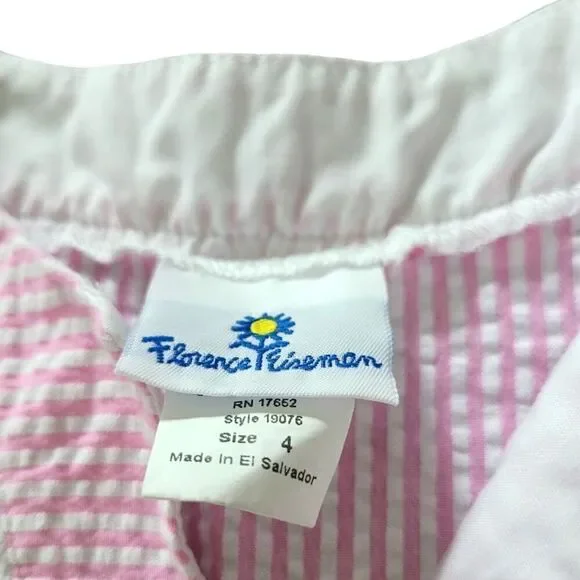 Florence Eiseman
RN 17652
Style 19076
Size 4
Made in El Salvador